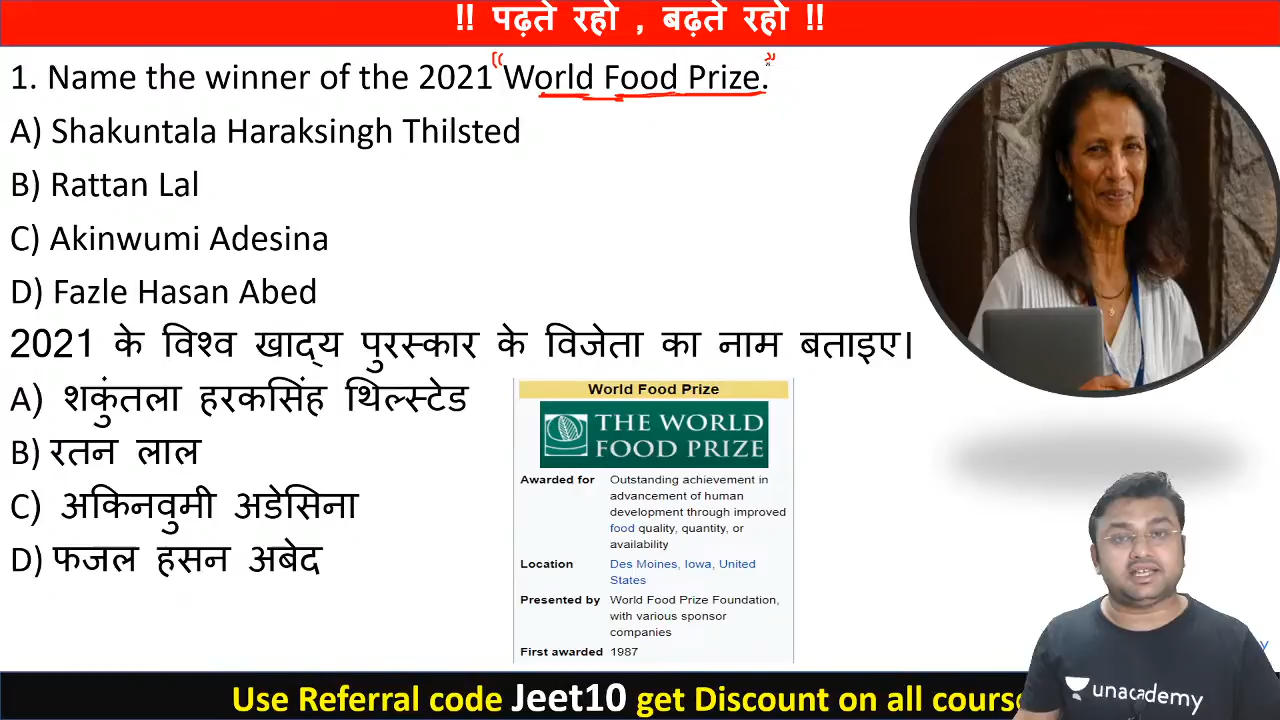 !! पढ़ते रहो , बढ़ते रहो !!
1. Name the winner of the 2021 World Food Prize.
A) Shakuntala Haraksingh Thilsted
B) Rattan Lal
C) Akinwumi Adesina
D) Fazle Hasan Abed
2021 के विश्व खाद्य पुरस्कार के विजेता का नाम बताइए।
A) शकुंतला हरकसिंह थिल्स्टेड
B) रतन लाल
C) अकिनवुमी अडेसिना
D) फजल हसन अबेद
World Food Prize
THE WORLD
FOOD PRIZE
Awarded for Outstanding achievement in
advancement of human
development through improved
food quality, quantity, or
availability
Location Des Moines, Iowa, United
States
Presented by World Food Prize Foundation,
with various sponsor
companies
First awarded 1987
unacademy
Use Referral code Jeet10 get Discount on all cours